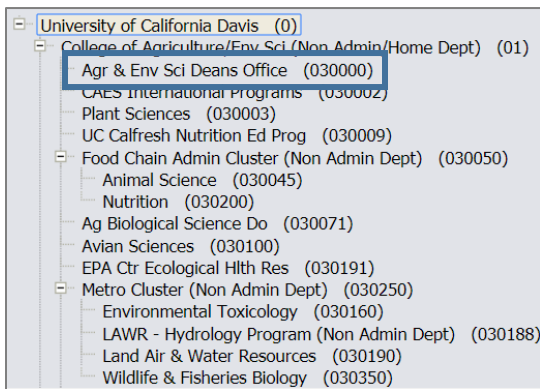 University of California Davis (0)
College of Agriculture/Env Sci (Non Admin/Home Dept) (01)
Agr & Env Sci Deans Office (030000)
CAES International Programs (030002)
Plant Sciences (030003)
UC Calfresh Nutrition Ed Prog (030009)
Food Chain Admin Cluster (Non Admin Dept) (030050)
Animal Science (030045)
Nutrition (030200)
Ag Biological Science Do (030071)
Avian Sciences (030100)
EPA Ctr Ecological Hlth Res (030191)
Metro Cluster (Non Admin Dept) (030250)
Environmental Toxicology (030160)
LAWR - Hydrology Program (Non Admin Dept) (030188)
Land Air & Water Resources (030190)
Wildlife & Fisheries Biology (030350)